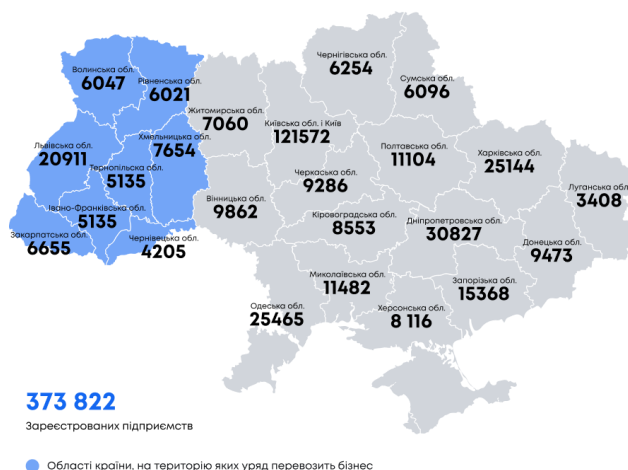 Чернігівська обл.
6254
Сумська обл.
6096
Волинська обл.
6047
Рівненська обл.
6021
Житомирська обл.
7060
Київська обл. і Київ
121572
Хмельницька обл.
7654
Львівська обл.
20911
Полтавська обл.
11104
Харківська обл.
25144
Тернопільска обл.
5135
Черкаська обл.
9286
Луганська обл.
3408
Вінницька обл.
9862
Івано-Франківська обл.
5135
Кіровоградська обл.
8553
Дніпропетровська обл.
30827
Закарпатська обл.
6655
Чернівецька обл.
4205
Донецька обл.
9473
Миколаївська обл.
11482
Запорізька обл.
15368
Одеська обл.
25465
Херсонська обл.
8 116
373 822
Зареєстрованих підприємств
Області країни, на територію яких уряд перевозить бізнес